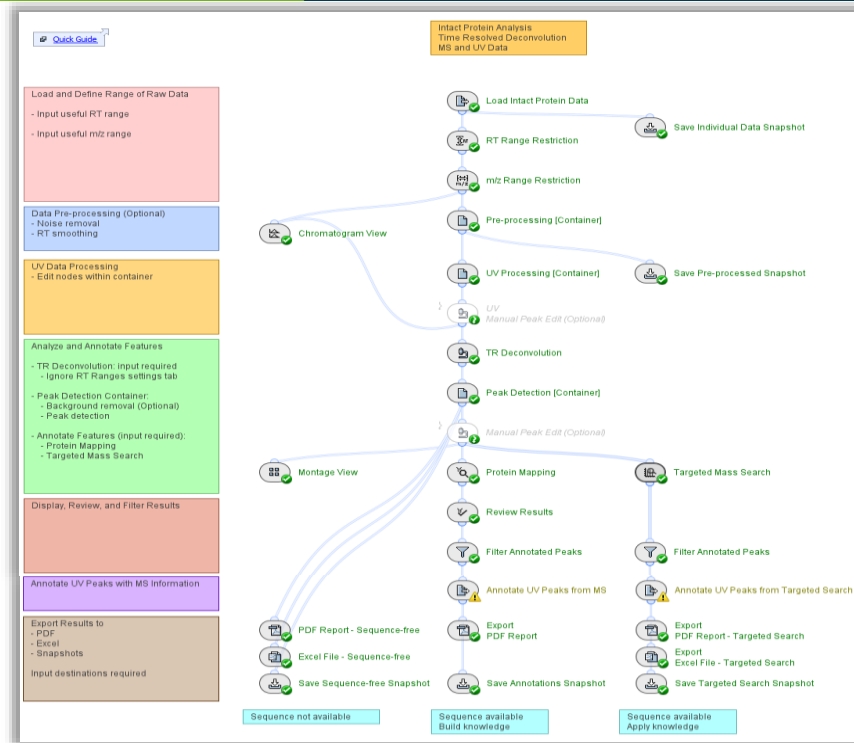 Quick Guide
Intact Protein Analysis
Time Resolved Deconvolution
MS and UV Data
Load and Define Range of Raw Data
- Input useful RT range
- Input useful m/z range
Data Pre-processing (Optional)
- Noise removal
- RT smoothing
UV Data Processing
- Edit nodes within container
Analyze and Annotate Features
- TR Deconvolution: input required
- Ignore RT Ranges settings tab
- Peak Detection Container:
- Background removal (Optional)
- Peak detection
- Annotate Features (input required):
- Protein Mapping
- Targeted Mass Search
Display, Review, and Filter Results
Annotate UV Peaks with MS Information
Export Results to
- PDF
- Excel
- Snapshots
Input destinations required
Load Intact Protein Data
Save Individual Data Snapshot
RT Range Restriction
m/z Range Restriction
Pre-processing [Container]
Chromatogram View
UV Processing [Container]
Save Pre-processed Snapshot
UV
Manual Peak Edit (Optional)
TR Deconvolution
Peak Detection [Container]
Manual Peak Edit (Optional)
Montage View
Protein Mapping
Targeted Mass Search
Review Results
Filter Annotated Peaks
Filter Annotated Peaks
Annotate UV Peaks from MS
Annotate UV Peaks from Targeted Search
PDF Report - Sequence-free
Export
PDF Report
Export
PDF Report - Targeted Search
Excel File - Sequence-free
Export
Excel File - Targeted Search
Save Sequence-free Snapshot
Save Annotations Snapshot
Save Targeted Search Snapshot
Sequence not available
Sequence available
Build knowledge
Sequence available
Apply knowledge